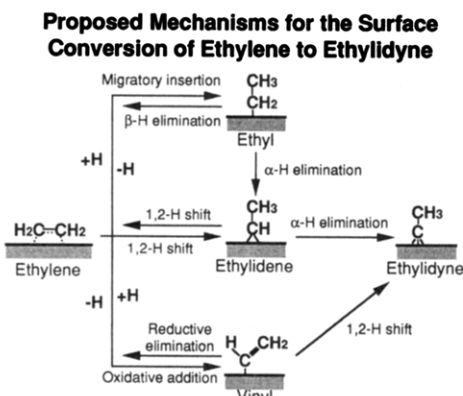 Proposed Mechanisms for the Surface
Conversion of Ethylene to Ethylidyne
Migratory insertion
β-H elimination
CH3
CH2
Ethyl
+H
-H
α-H elimination
H2C CH2
Ethylene
1,2-H shift
1,2-H shift
CH3
CH
Ethylidene
α-H elimination
CH3
C
Ethylidyne
-H
+H
Reductive
elimination
Oxidative addition
H
CH2
C
Vinyl
1,2-H shift